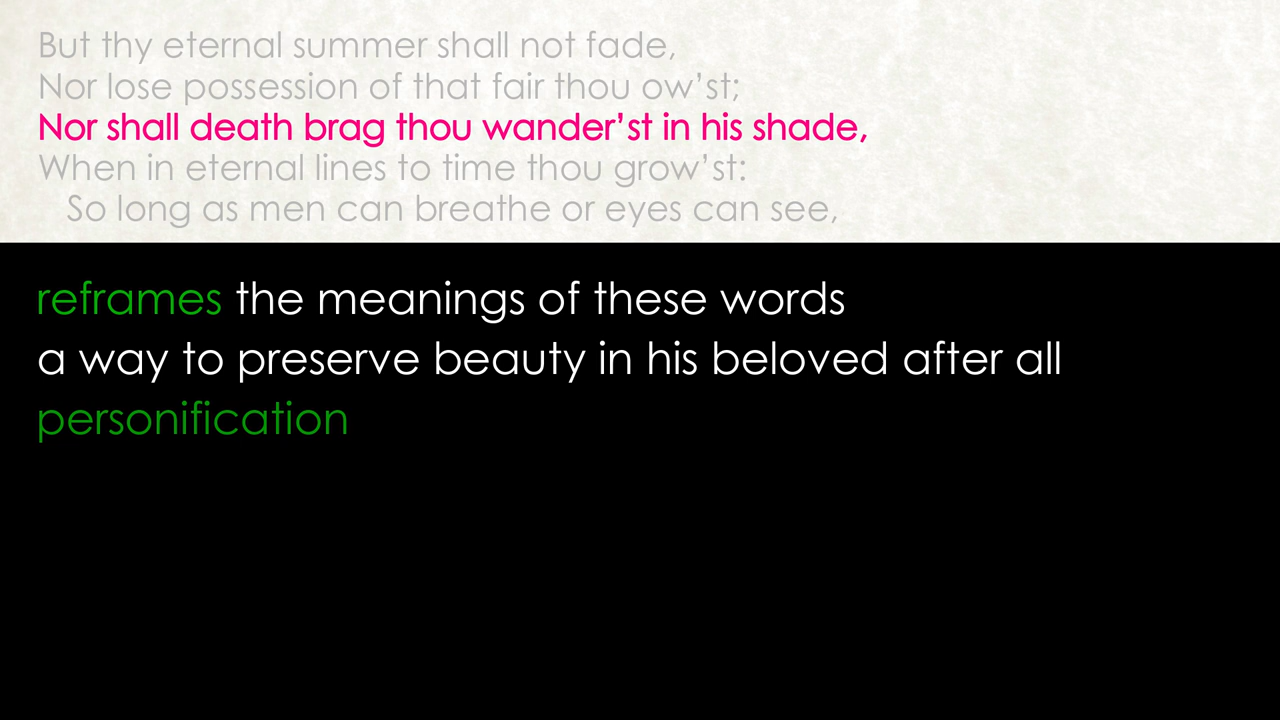 But thy eternal summer shall not fade,
Nor lose possession of that fair thou ow’st;
Nor shall death brag thou wander’st in his shade,
When in eternal lines to time thou grow’st:
So long as men can breathe or eyes can see,
reframes the meanings of these words
a way to preserve beauty in his beloved after all
personification